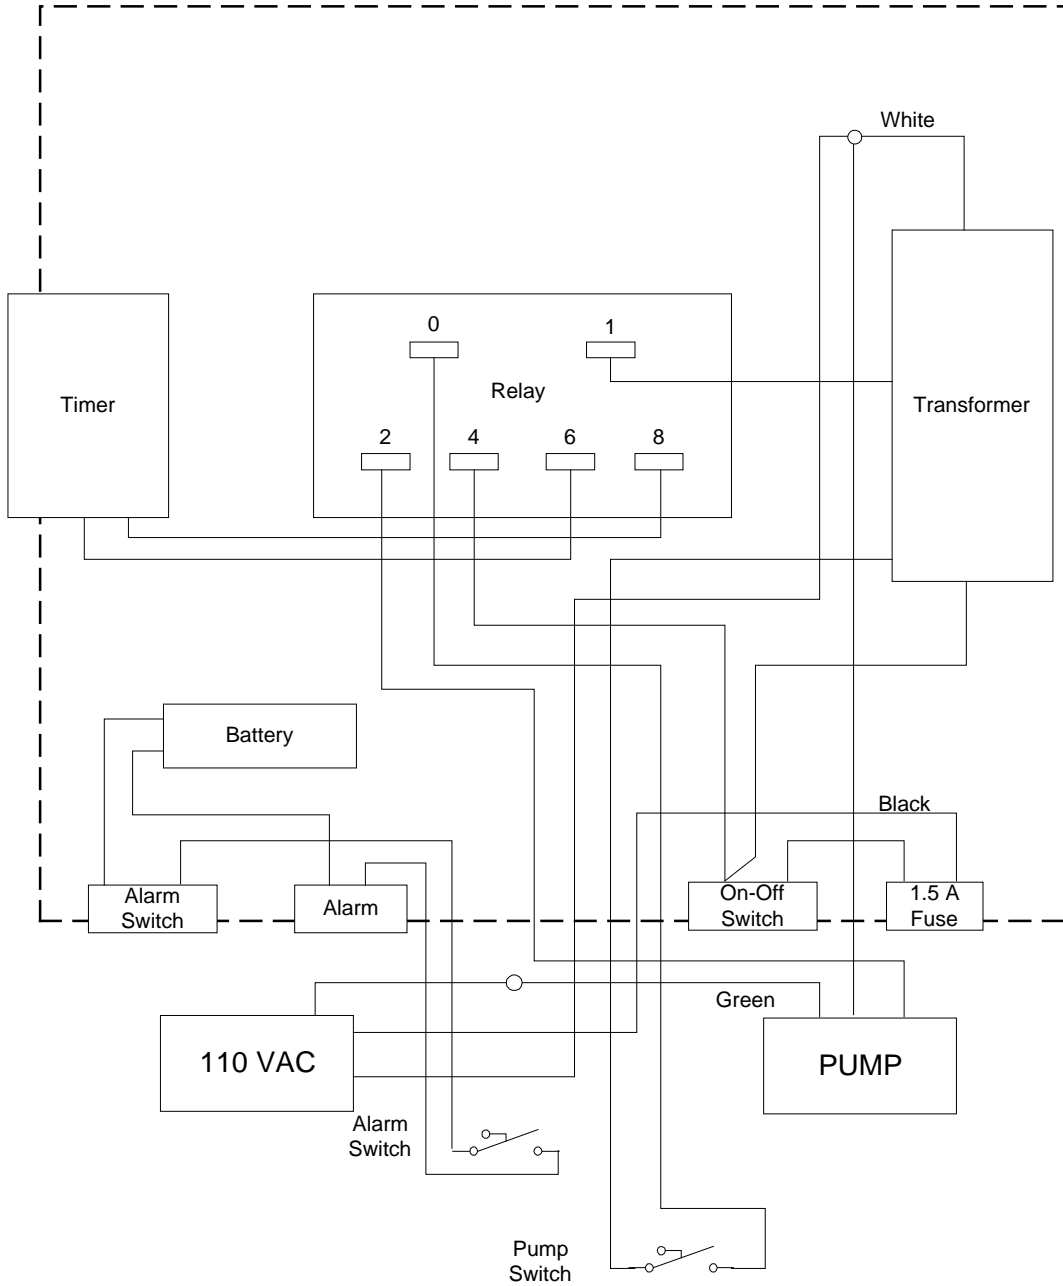 White
0
1
Timer
Relay
Transformer
2
4
6
8
Battery
Black
Alarm
Switch
Alarm
On-Off
Switch
1.5 A
Fuse
Green
110 VAC
PUMP
Alarm
Switch
Pump
Switch